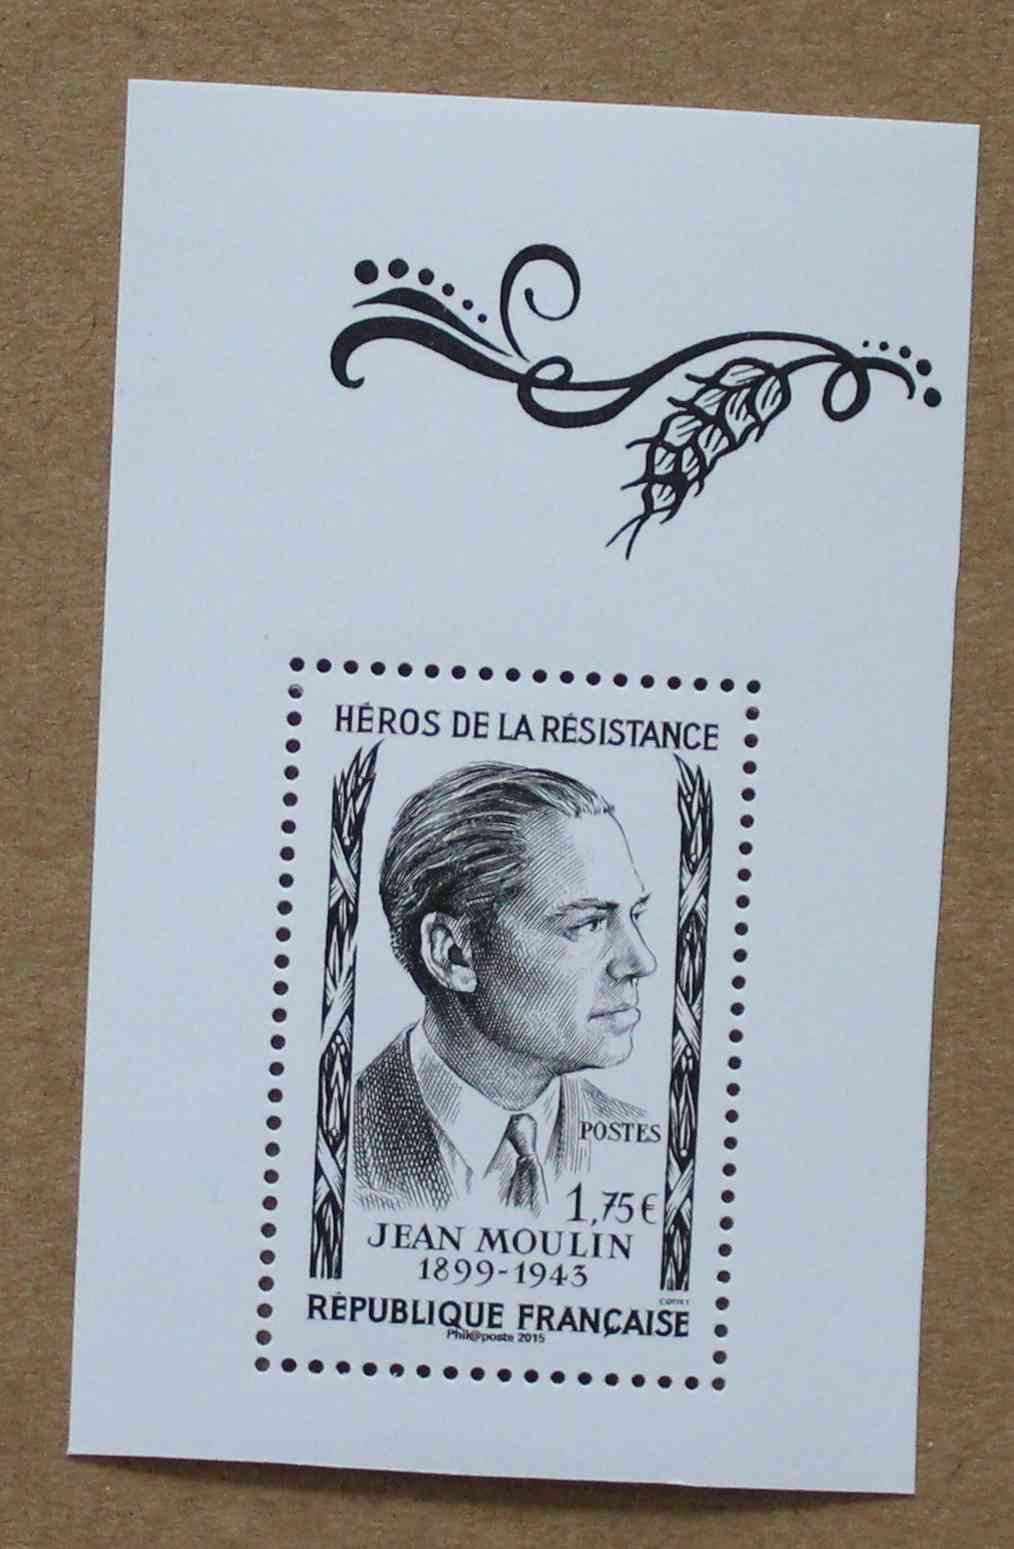 HÉROS DE LA RÉSISTANCE
POSTES
1,75€
JEAN MOULIN
1899-1943
RÉPUBLIQUE FRANÇAISE
Phil@poste 2015